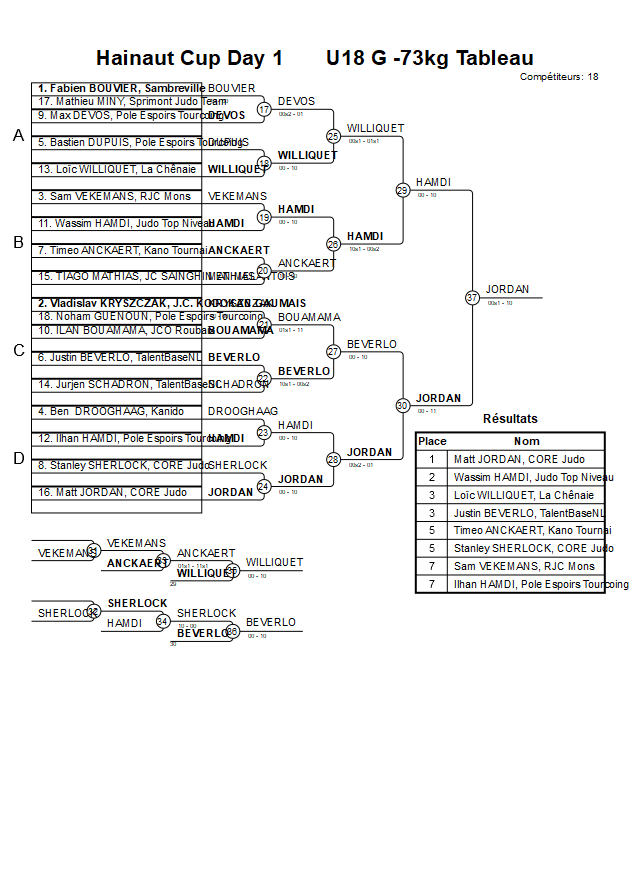 Hainaut Cup Day 1 U18 G -73kg Tableau
Compétiteurs: 18
A
1. Fabien BOUVIER, Sambreville BOUVIER
17. Mathieu MINY, Sprimont Judo Team
17 DEVOS
00s2 - 01
9. Max DEVOS, Pole Espoirs Tourcoing DEVOS
25 WILLIQUET
00s1 - 01s1
5. Bastien DUPUIS, Pole Espoirs Tourcoing DUPUIS
18 WILLIQUET
00 - 10
13. Loïc WILLIQUET, La Chênaie WILLIQUET
29 HAMDI
00 - 10
B
3. Sam VEKEMANS, RJC Mons VEKEMANS
19 HAMDI
00 - 10
11. Wassim HAMDI, Judo Top Niveau HAMDI
26 HAMDI
10s1 - 00s2
7. Timeo ANCKAERT, Kano Tournai ANCKAERT
20 ANCKAERT
15. TIAGO MATHIAS, JC SAINGHIN EN MELANTOIS MATHIAS
37 JORDAN
00s1 - 10
C
2. Vladislav KRYSZCZAK, J.C. KORYKAN GAUMAIS KRYSZCZAK
18. Noham GUENOUN, Pole Espoirs Tourcoing
21 BOUAMAMA
01s1 - 11
10. ILAN BOUAMAMA, JCO Roubaix BOUAMAMA
27 BEVERLO
00 - 10
6. Justin BEVERLO, TalentBaseNL BEVERLO
22 BEVERLO
10s1 - 00s2
14. Jurjen SCHADRON, TalentBaseNL SCHADRON
30 JORDAN
00 - 11
D
4. Ben DROOGHAAG, Kanido DROOGHAAG
23 HAMDI
00 - 10
12. Ilhan HAMDI, Pole Espoirs Tourcoing HAMDI
28 JORDAN
00s2 - 01
8. Stanley SHERLOCK, CORE Judo SHERLOCK
24 JORDAN
00 - 10
16. Matt JORDAN, CORE Judo JORDAN
Résultats
Place Nom
1 Matt JORDAN, CORE Judo
2 Wassim HAMDI, Judo Top Niveau
3 Loïc WILLIQUET, La Chênaie
3 Justin BEVERLO, TalentBaseNL
5 Timeo ANCKAERT, Kano Tournai
5 Stanley SHERLOCK, CORE Judo
7 Sam VEKEMANS, RJC Mons
7 Ilhan HAMDI, Pole Espoirs Tourcoing
VEKEMANS 31 VEKEMANS
ANCKAERT 33 ANCKAERT
01s1 - 11s1
WILLIQUET 35 WILLIQUET
00 - 10
29
SHERLOCK 32 SHERLOCK
HAMDI 34 SHERLOCK
10 - 00
BEVERLO 36 BEVERLO
00 - 10
30